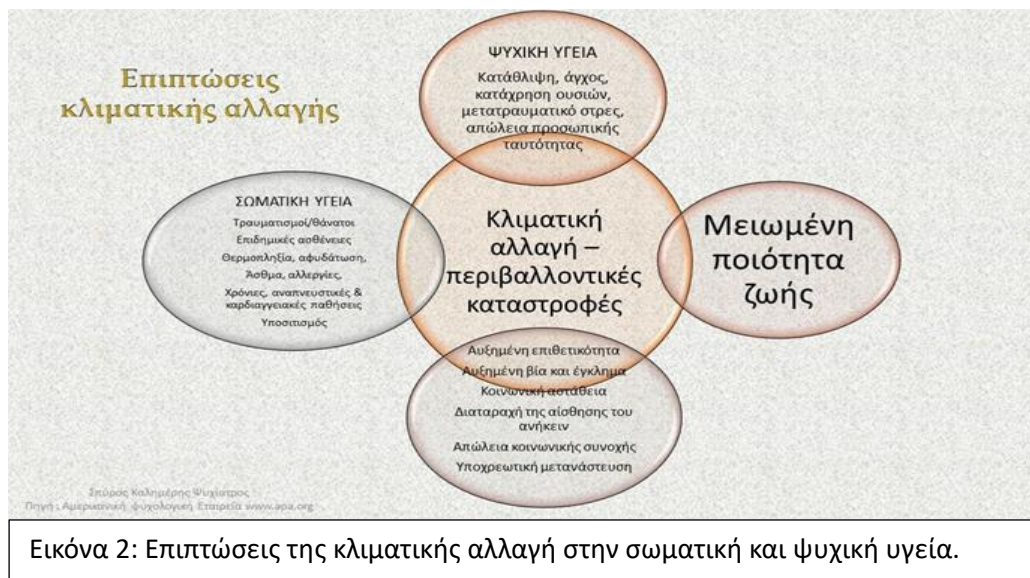 Επιπτώσεις
κλιματικής αλλαγής
ΨΥΧΙΚΗ ΥΓΕΙΑ
Κατάθλιψη, άγχος,
κατάχρηση ουσιών,
μετατραυματικό στρες,
απώλεια προσωπικής
ταυτότητας
ΣΩΜΑΤΙΚΗ ΥΓΕΙΑ
Τραυματισμοί/θάνατοι
Επιδημικές ασθένειες
Θερμοπληξία, αφυδάτωση,
Άσθμα, αλλεργίες,
Χρόνιες, αναπνευστικές &
καρδιαγγειακές παθήσεις
Υποσιτισμός
Κλιματική
αλλαγή –
περιβαλλοντικές
καταστροφές
Μειωμένη
ποιότητα
ζωής
Αυξημένη επιθετικότητα
Αυξημένη βία και έγκλημα
Κοινωνική αστάθεια
Διαταραχή της αίσθησης του
ανήκειν
Απώλεια κοινωνικής συνοχής
Υποχρεωτική μετανάστευση
Σπύρος Καλημέρης Ψυχίατρος
Πηγή : Αμερικανική ψυχολογική Εταιρεία www.apa.org
Εικόνα 2: Επιπτώσεις της κλιματικής αλλαγή στην σωματική και ψυχική υγεία.